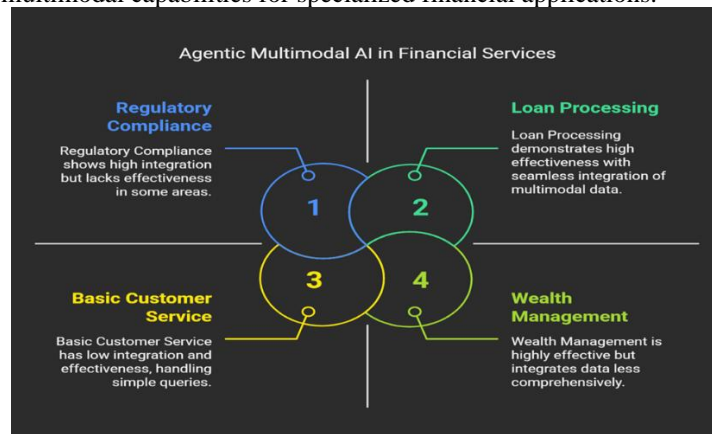 multimodal capabilities for specialized financial applications.
Agentic Multimodal AI in Financial Services
Regulatory
Compliance
Regulatory Compliance
shows high integration
but lacks effectiveness
in some areas.
1
2
Loan Processing
Loan Processing
demonstrates high
effectiveness with
seamless integration of
multimodal data.
Basic Customer
Service
Basic Customer Service
has low integration and
effectiveness, handling
simple queries.
3
4
Wealth
Management
Wealth Management is
highly effective but
integrates data less
comprehensively.